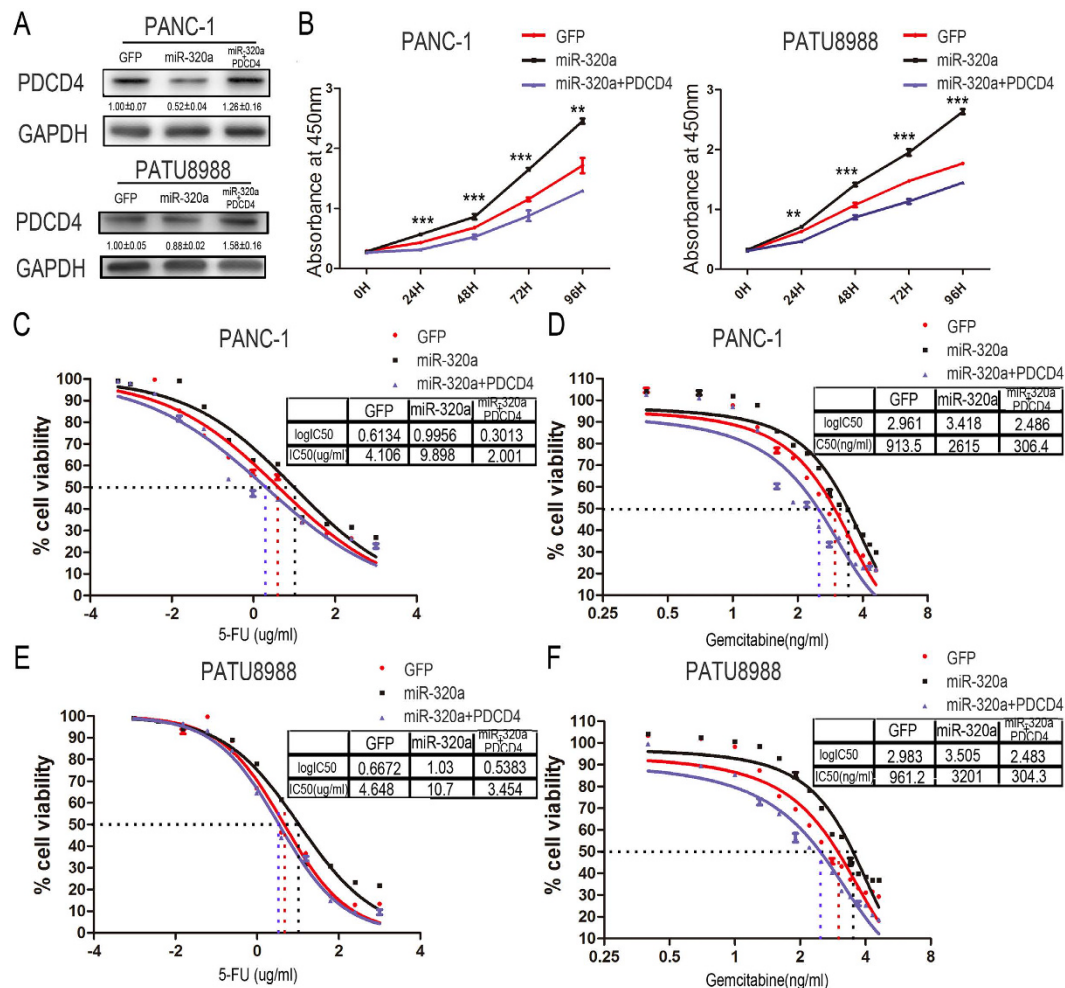 A
PANC-1
GFP miR-320a miR-320a+PDCD4
PDCD4
1.00±0.07 0.52±0.04 1.26±0.16
GAPDH
PATU8988
GFP miR-320a miR-320a+PDCD4
PDCD4
1.00±0.05 0.88±0.02 1.58±0.16
GAPDH
B
PANC-1
GFP
miR-320a
miR-320a+PDCD4
Absorbance at 450nm
3
2
1
0
*** *** *** **
0H 24H 48H 72H 96H
PATU8988
GFP
miR-320a
miR-320a+PDCD4
Absorbance at 450nm
3
2
1
0
** *** *** ***
0H 24H 48H 72H 96H
C
PANC-1
GFP
miR-320a
miR-320a+PDCD4
GFP miR-320a miR-320a+PDCD4
logIC50 0.6134 0.9956 0.3013
IC50(ug/ml) 4.106 9.898 2.001
% cell viability
100
90
80
70
60
50
40
30
20
10
0
-4 -2 0 2 4
5-FU (ug/ml)
D
PANC-1
GFP
miR-320a
miR-320a+PDCD4
GFP miR-320a miR-320a+PDCD4
logIC50 2.961 3.418 2.486
IC50(ng/ml) 913.5 2615 306.4
% cell viability
110
100
90
80
70
60
50
40
30
20
10
0.25 0.5 1 2 4 8
Gemcitabine(ng/ml)
E
PATU8988
GFP
miR-320a
miR-320a+PDCD4
GFP miR-320a miR-320a+PDCD4
logIC50 0.6672 1.03 0.5383
IC50(ug/ml) 4.648 10.7 3.454
% cell viability
100
90
80
70
60
50
40
30
20
10
0
-4 -2 0 2 4
5-FU (ug/ml)
F
PATU8988
GFP
miR-320a
miR-320a+PDCD4
GFP miR-320a miR-320a+PDCD4
logIC50 2.983 3.505 2.483
IC50(ng/ml) 961.2 3201 304.3
% cell viability
110
100
90
80
70
60
50
40
30
20
10
0.25 0.5 1 2 4 8
Gemcitabine(ng/ml)